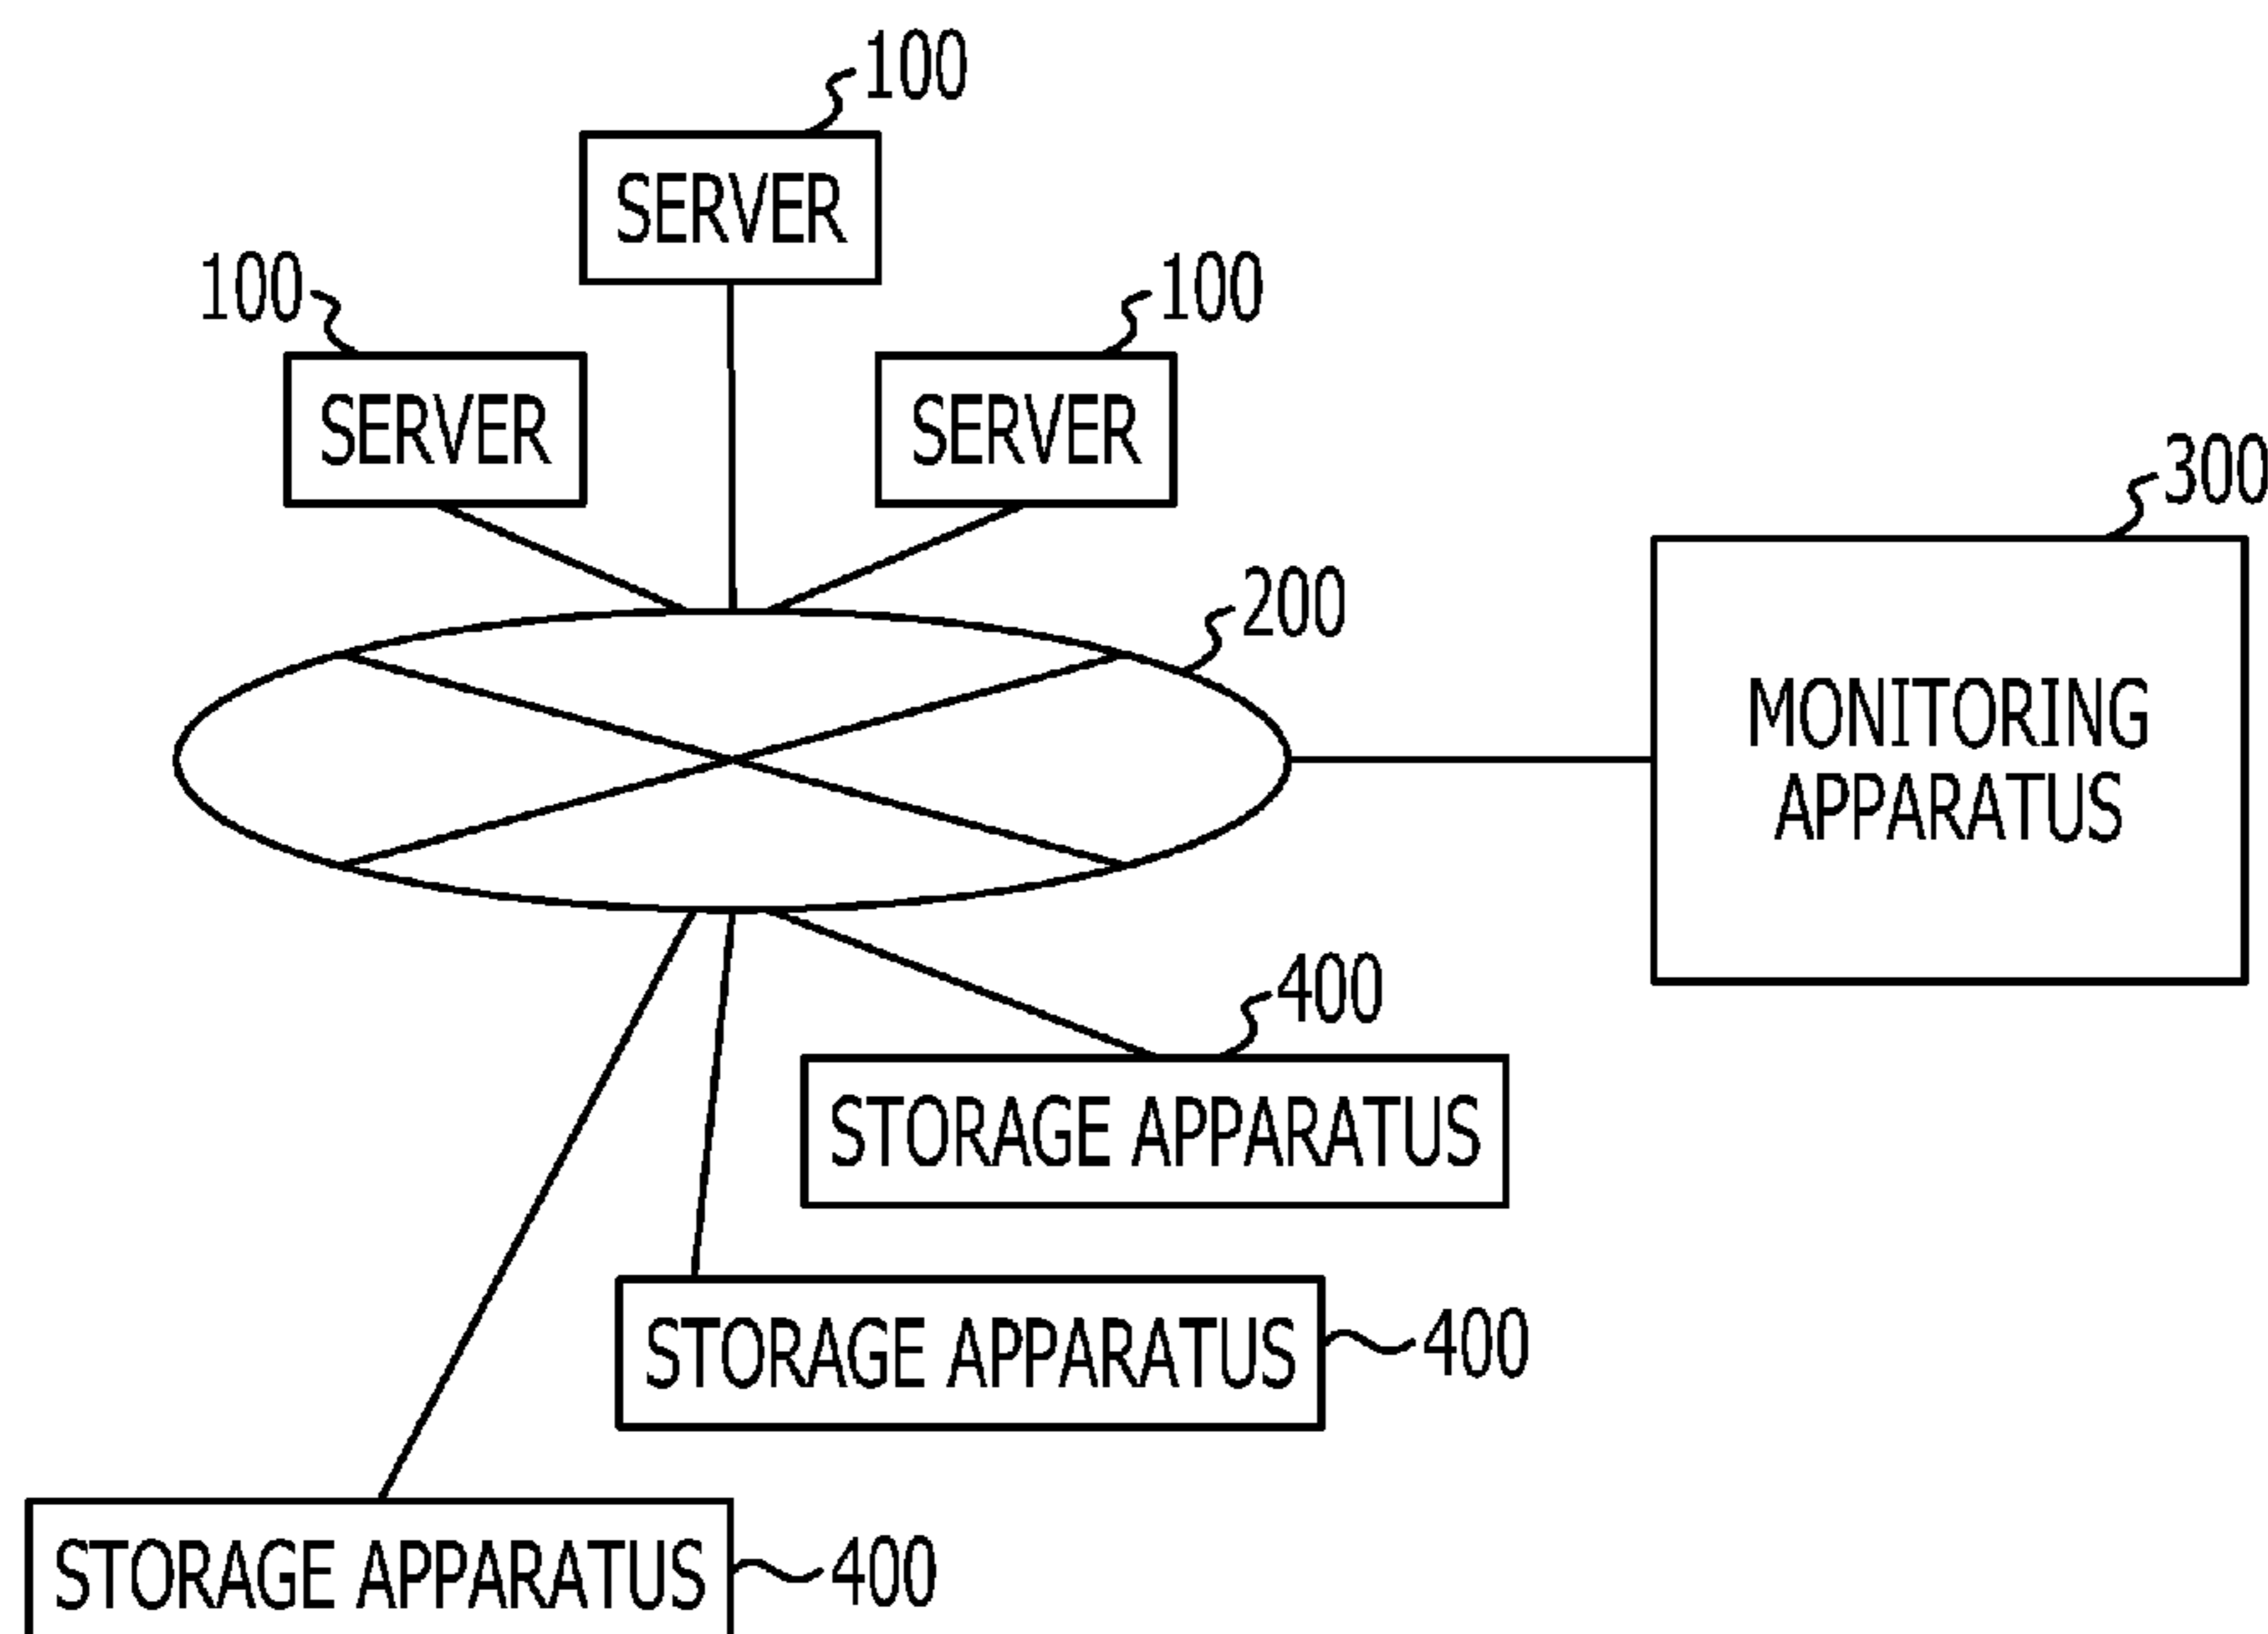 100
SERVER
100
100
SERVER
SERVER
300
200
MONITORING
APPARATUS
400
STORAGE APPARATUS
STORAGE APPARATUS
400
STORAGE APPARATUS
400